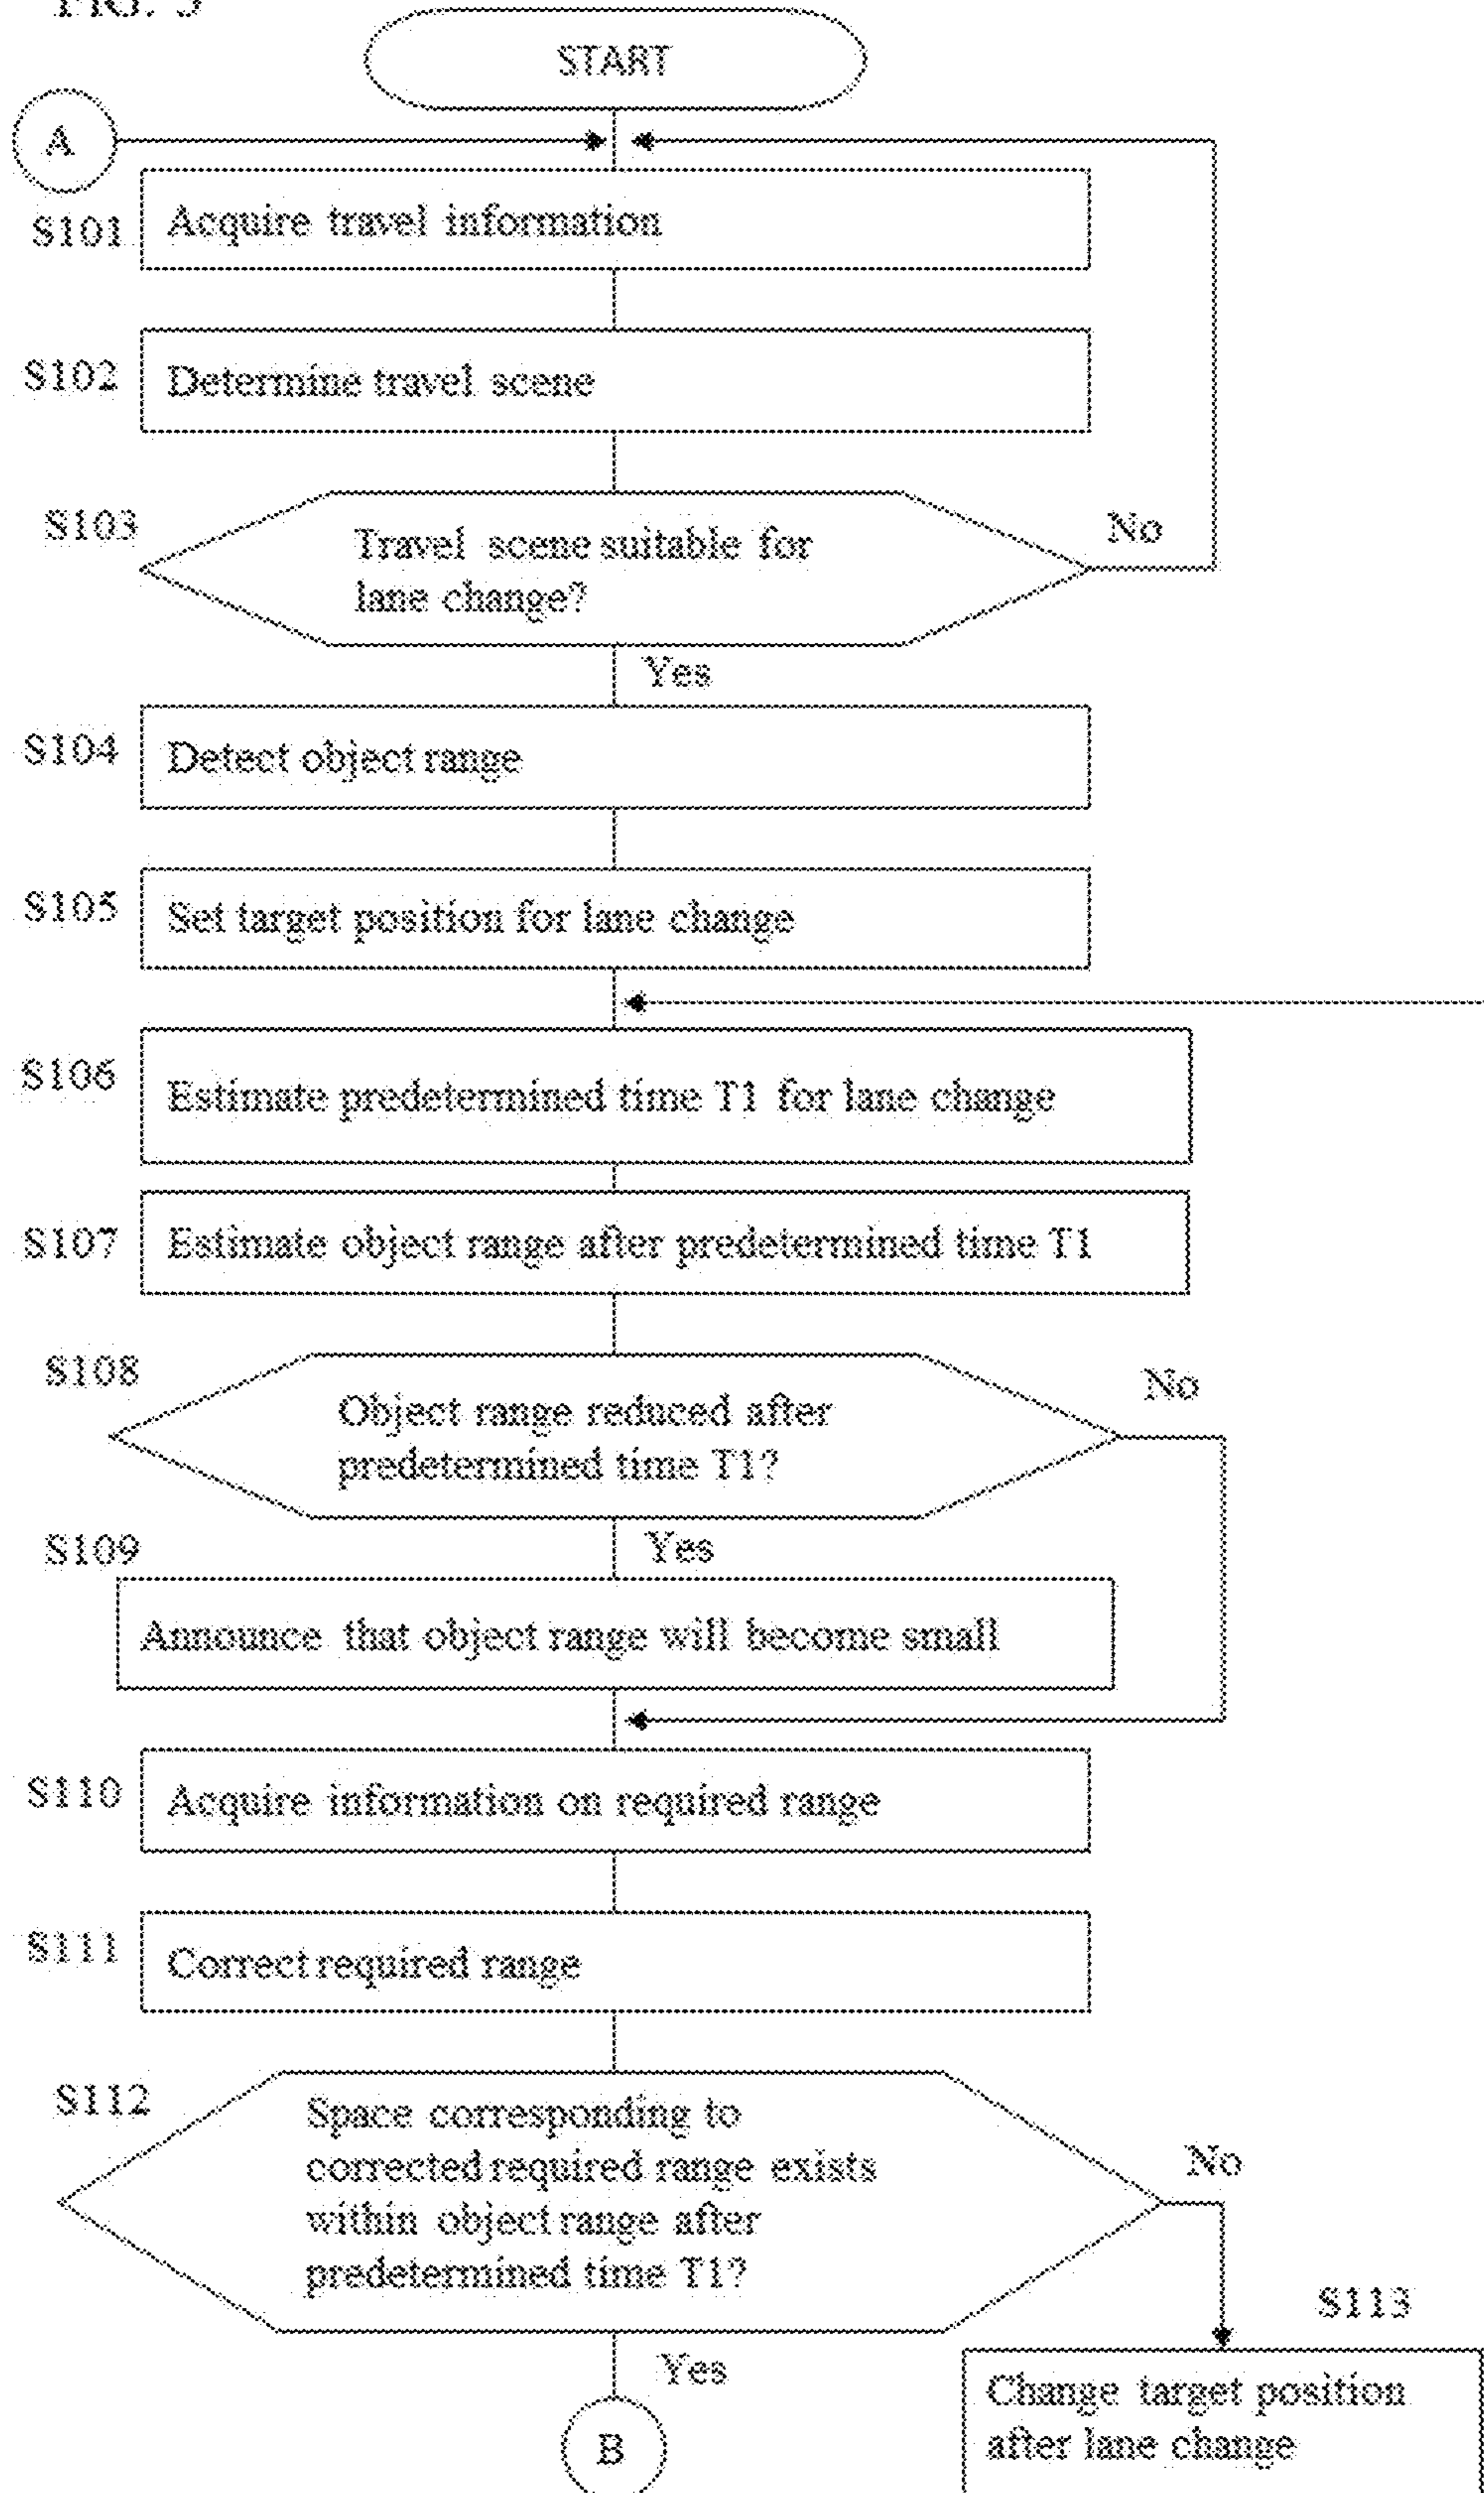 START
A
S101
Acquire travel information
S102
Determine travel scene
S103
Travel scene suitable for
lane change?
No
Yes
S104
Detect object range
S105
Set target position for lane change
S106
Estimate predetermined time T1 for lane change
S107
Estimate object range after predetermined time T1
S108
Object range reduced after
predetermined time T1?
No
S109
Yes
Announce that object range will become small
S110
Acquire information on required range
S111
Correct required range
S112
Space corresponding to
corrected required range exists
within object range after
predetermined time T1?
No
S113
Yes
Change target position
after lane change
B